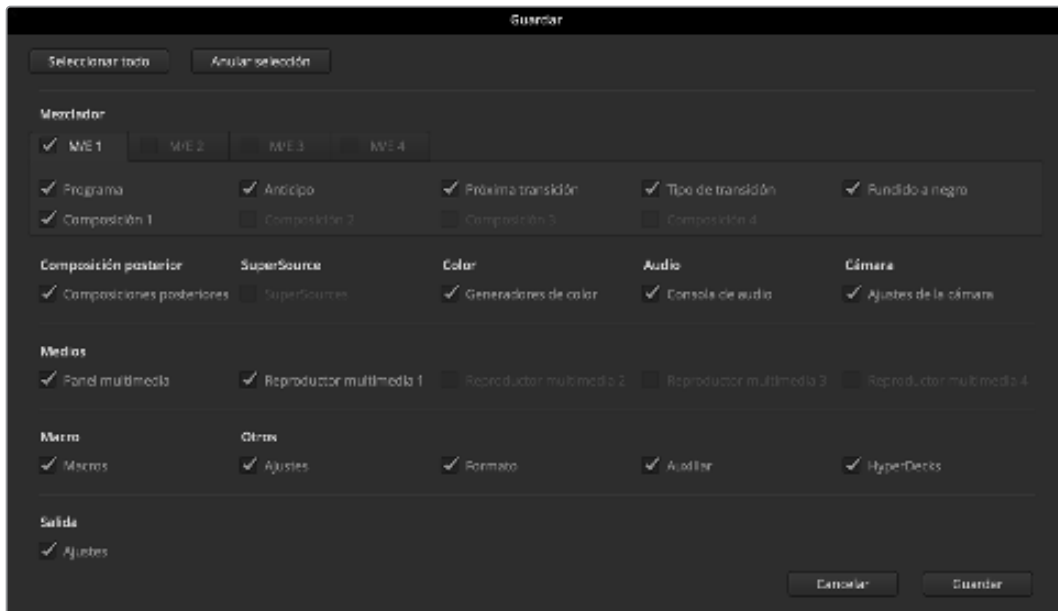 Guardar
Seleccionar todo Anular selección
Mezclador
M/E 1 M/E 2 M/E 3 M/E 4
Programa Anticipo Próxima transición Tipo de transición Fundido a negro
Composición 1 Composición 2 Composición 3 Composición 4
Composición posterior SuperSource Color Audio Cámara
Composiciones posteriores SuperSources Generadores de color Consola de audio Ajustes de la cámara
Medios
Panel multimedia Reproductor multimedia 1 Reproductor multimedia 2 Reproductor multimedia 3 Reproductor multimedia 4
Macro Otros
Macros Ajustes Formato Auxiliar HyperDecks
Salida
Ajustes
Cancelar Guardar